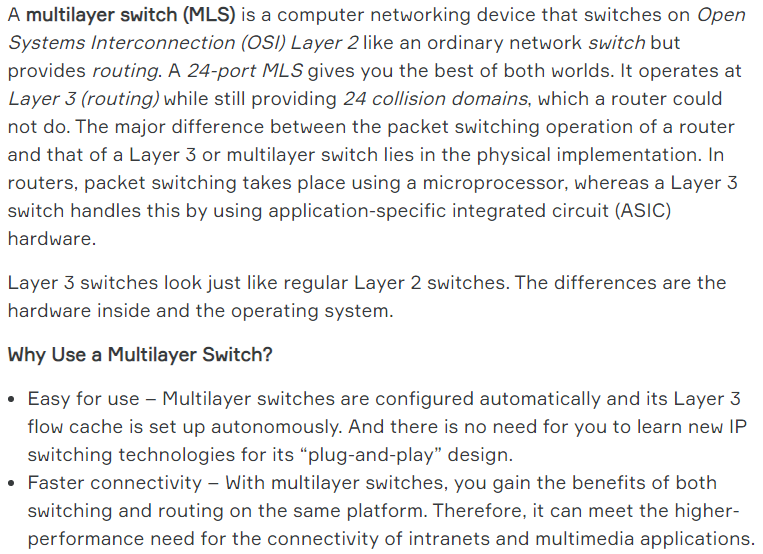 A multilayer switch (MLS) is a computer networking device that switches on Open
Systems Interconnection (OSI) Layer 2 like an ordinary network switch but
provides routing. A 24-port MLS gives you the best of both worlds. It operates at
Layer 3 (routing) while still providing 24 collision domains, which a router could
not do. The major difference between the packet switching operation of a router
and that of a Layer 3 or multilayer switch lies in the physical implementation. In
routers, packet switching takes place using a microprocessor, whereas a Layer 3
switch handles this by using application-specific integrated circuit (ASIC)
hardware.
Layer 3 switches look just like regular Layer 2 switches. The differences are the
hardware inside and the operating system.
Why Use a Multilayer Switch?
• Easy for use – Multilayer switches are configured automatically and its Layer 3
flow cache is set up autonomously. And there is no need for you to learn new IP
switching technologies for its “plug-and-play” design.
• Faster connectivity – With multilayer switches, you gain the benefits of both
switching and routing on the same platform. Therefore, it can meet the higher-
performance need for the connectivity of intranets and multimedia applications.